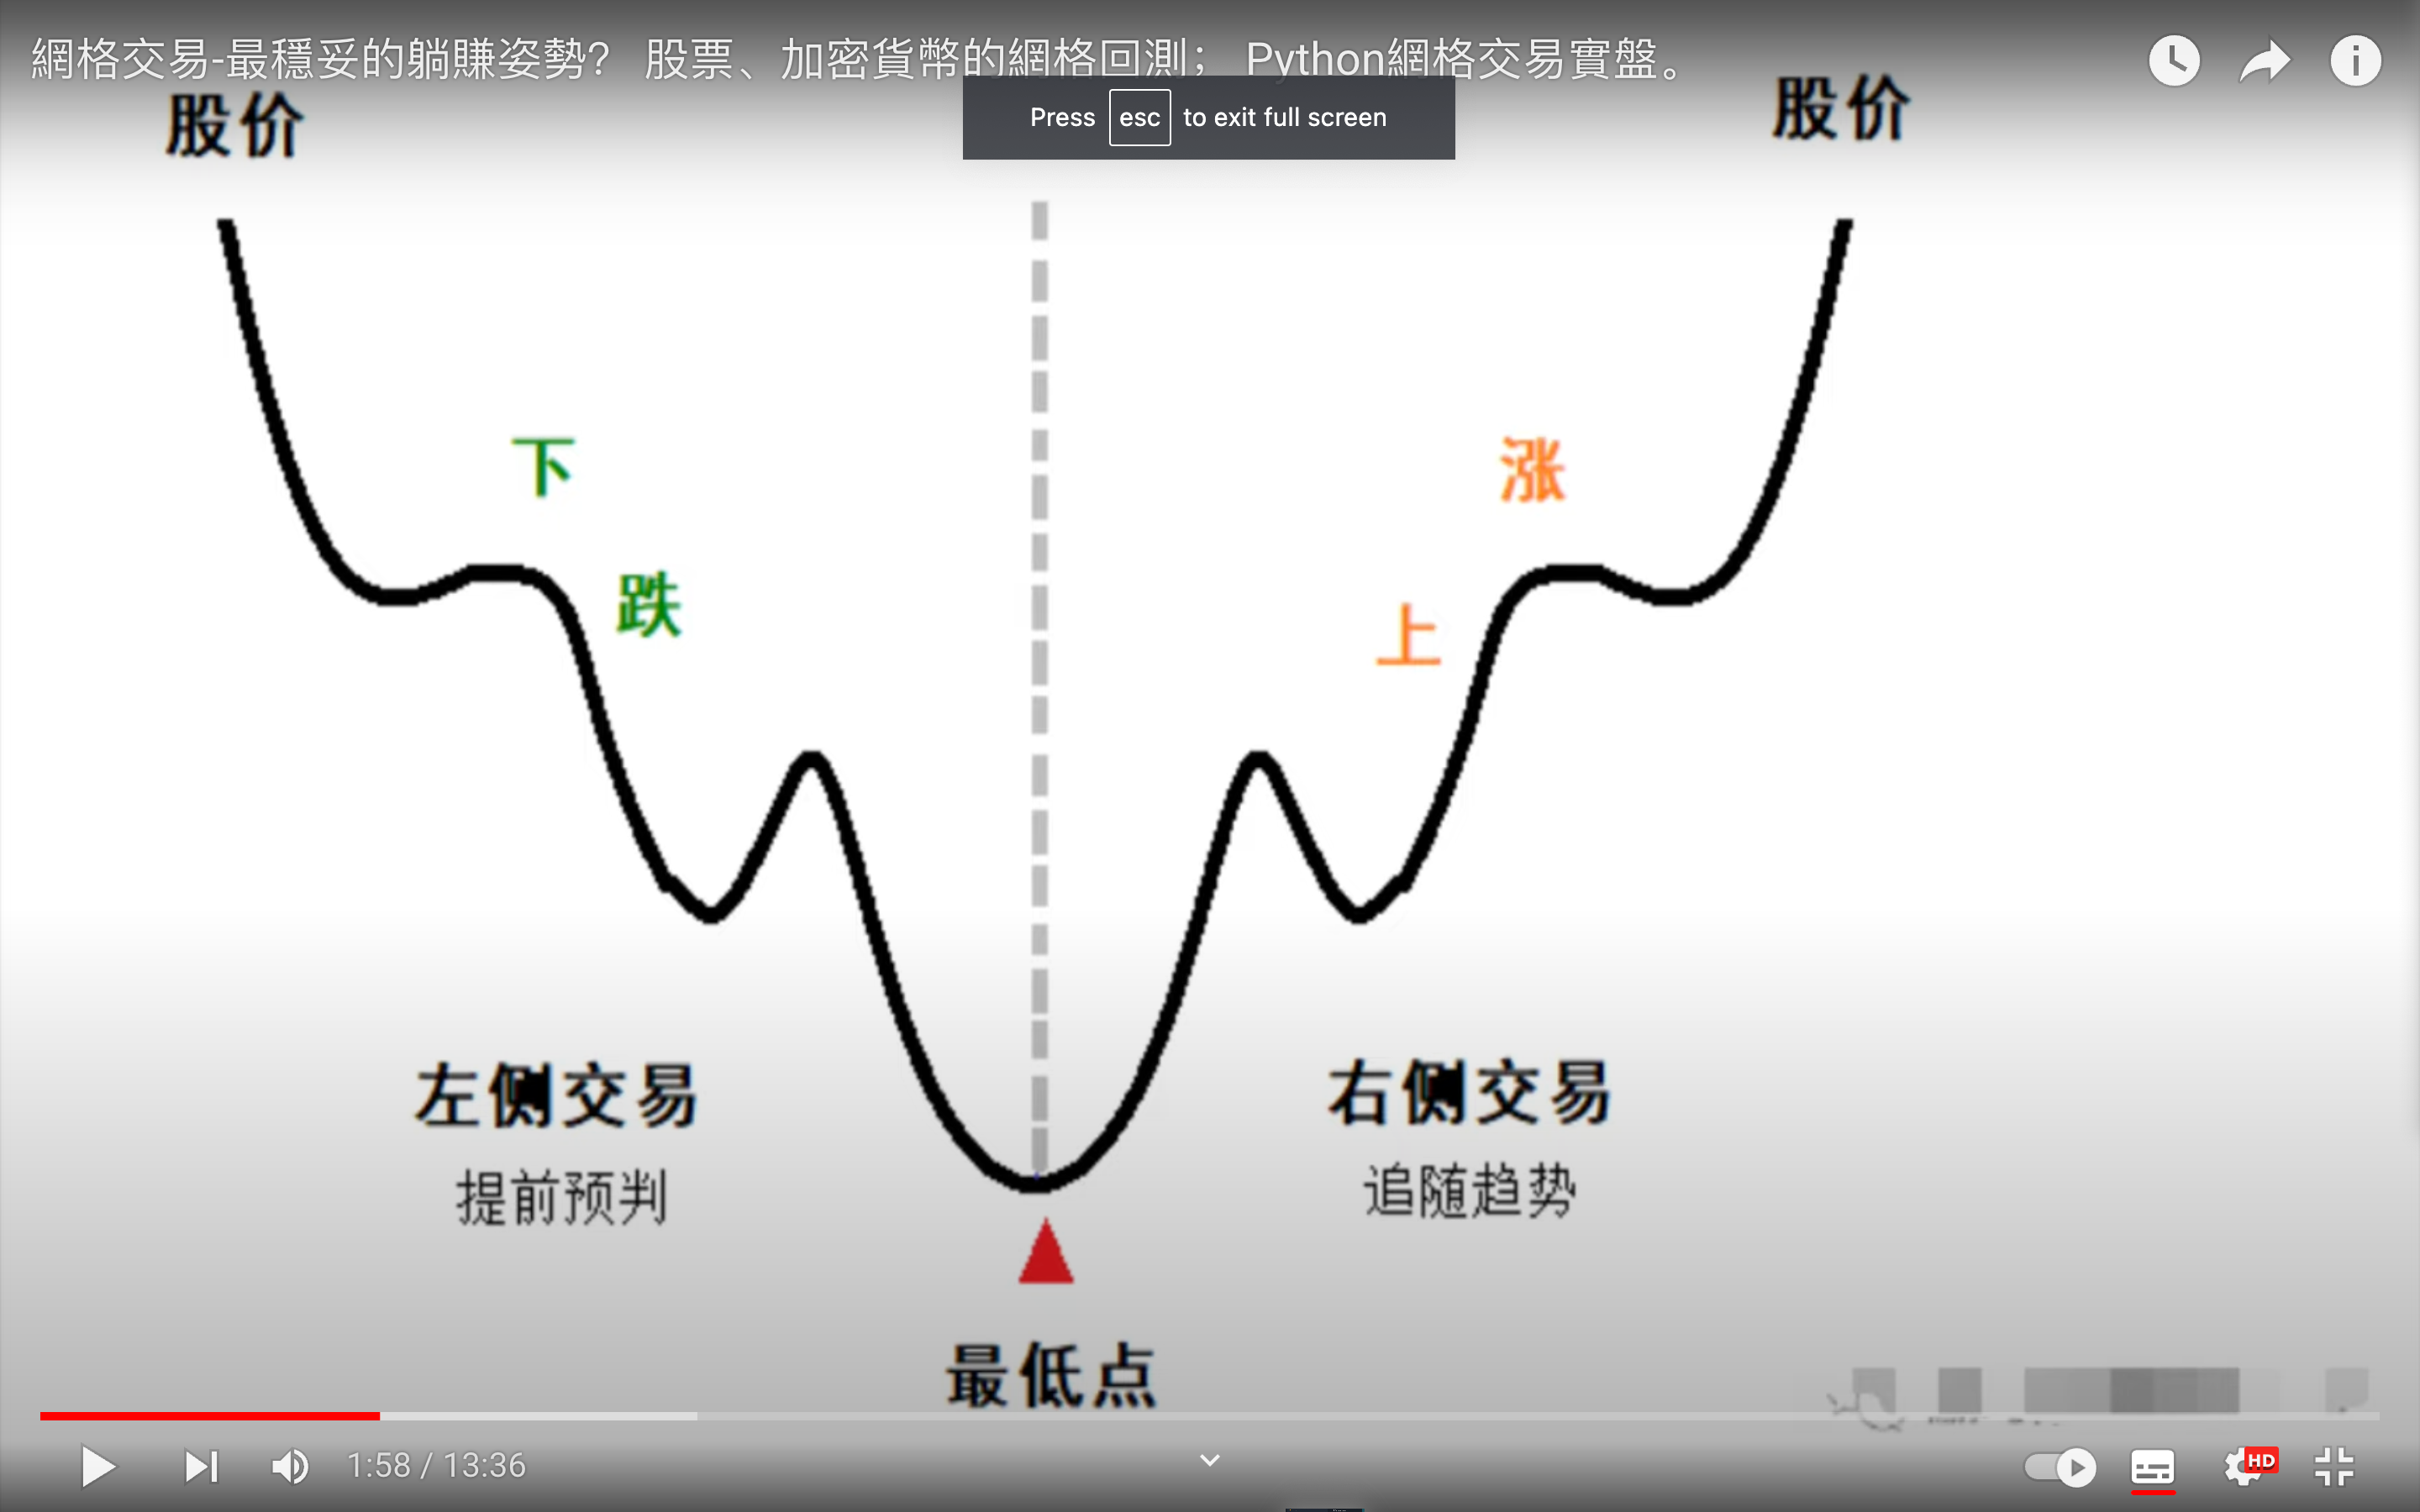 網格交易-最穩妥的躺賺姿勢？ 股票、加密貨幣的網格回測； Python網格交易實盤。
Press esc to exit full screen
股价
股价
下
跌
涨
上
左侧交易
提前预判
右侧交易
追随趋势
最低点
1:58 / 13:36
HD